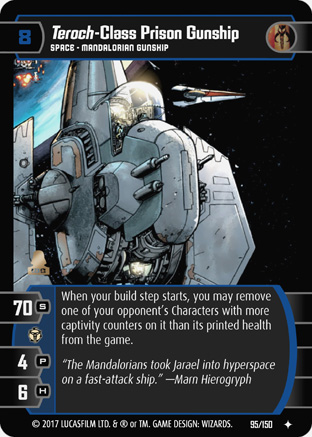 8
Teroch-Class Prison Gunship
SPACE - MANDALORIAN GUNSHIP
When your build step starts, you may remove
one of your opponent's Characters with more
captivity counters on it than its printed health
from the game.
"The Mandalorians took Jarael into hyperspace
on a fast-attack ship." —Marn Hierogryph
70 S
4 P
6 H
© 2017 LUCASFILM LTD. & ® or TM. GAME DESIGN: WIZARDS. 95/150